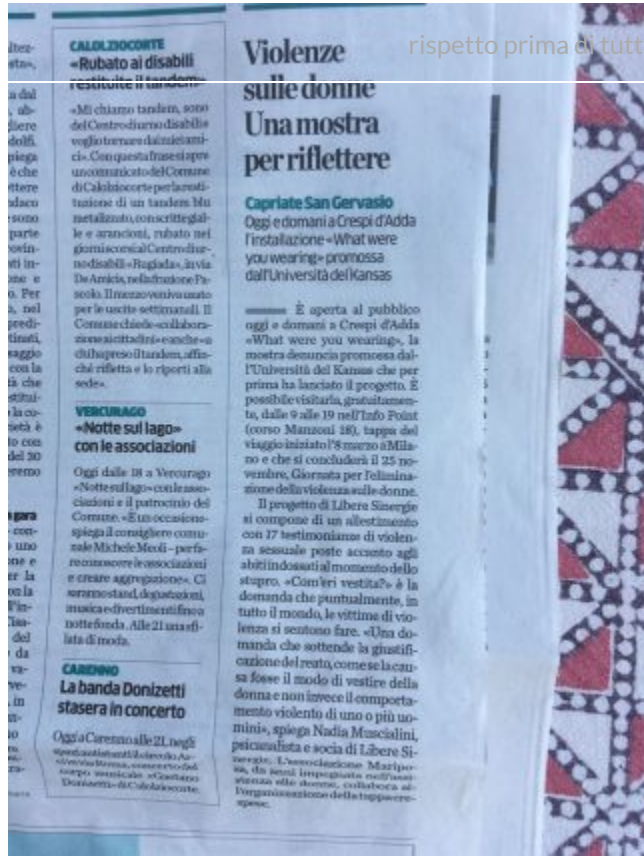 rispetto prima di tutt
CALOLZIOCORTE
«Rubato ai disabili
restituite il tandem»
«Mi chiamo tandem, sono
del Centro diurno disabili e
voglio tornare dai miei ami-
ci». Con questa frase si apre
un comunicato del Comune
di Calolziocorte per la resti-
tuzione di un tandem blu
metalizzato, con scritte gial-
le e arancioni, rubato nei
giorni scorsi al Centro diur-
no disabili «Rugiada», in via
De Amicis, nella frazione Pa-
scolo. Il mezzo veniva usato
per le uscite settimanali. Il
Comune chiede «collabora-
zione ai cittadini» e anche «a
chi ha preso il tandem, affin-
ché rifletta e lo riporti alla
sede».
VERCURAGO
«Notte sul lago»
con le associazioni
Oggi dalle 18 a Vercurago
«Notte sul lago» con le asso-
ciazioni e il patrocinio del
Comune. «È un'occasione -
spiega il consigliere comu-
nale Michele Meoli - per fa-
re conoscere le associazioni
e creare aggregazione». Ci
saranno stand, degustazioni,
musica e divertimenti fino a
notte fonda. Alle 21 una sfi-
lata di moda.
CARENNO
La banda Donizetti
stasera in concerto
Oggi a Carenno alle 21, negli
spazi antistanti il circolo
concerto del
corpo musicale «Gaetano
Donizetti» di Calolziocorte.
Violenze
sulle donne
Una mostra
per riflettere
Capriate San Gervasio
Oggi e domani a Crespi d'Adda
l'installazione «What were
you wearing» promossa
dall'Università del Kansas
È aperta al pubblico
oggi e domani a Crespi d'Adda
«What were you wearing», la
mostra denuncia promossa dal-
l'Università del Kansas che per
prima ha lanciato il progetto. È
possibile visitarla, gratuitamen-
te, dalle 9 alle 19 nell'Info Point
(corso Manzoni 18), tappa del
viaggio iniziato l'8 marzo a Mila-
no e che si concluderà il 25 no-
vembre, Giornata per l'elimina-
zione della violenza sulle donne.
Il progetto di Libere Sinergie
si compone di un allestimento
con 17 testimonianze di violen-
za sessuale poste accanto agli
abiti indossati al momento dello
stupro. «Com'eri vestita?» è la
domanda che puntualmente, in
tutto il mondo, le vittime di vio-
lenza si sentono fare. «Una do-
manda che sottende la giustifi-
cazione del reato, come se la cau-
sa fosse il modo di vestire della
donna e non invece il comporta-
mento violento di uno o più uo-
mini», spiega Nadia Muscialini,
psicanalista e socia di Libere Si-
nergie. L'associazione Maripo-
sa, da anni impegnata nell'assi-
stenza alle donne, collabora al-
l'organizzazione della tappa cre-
spese.